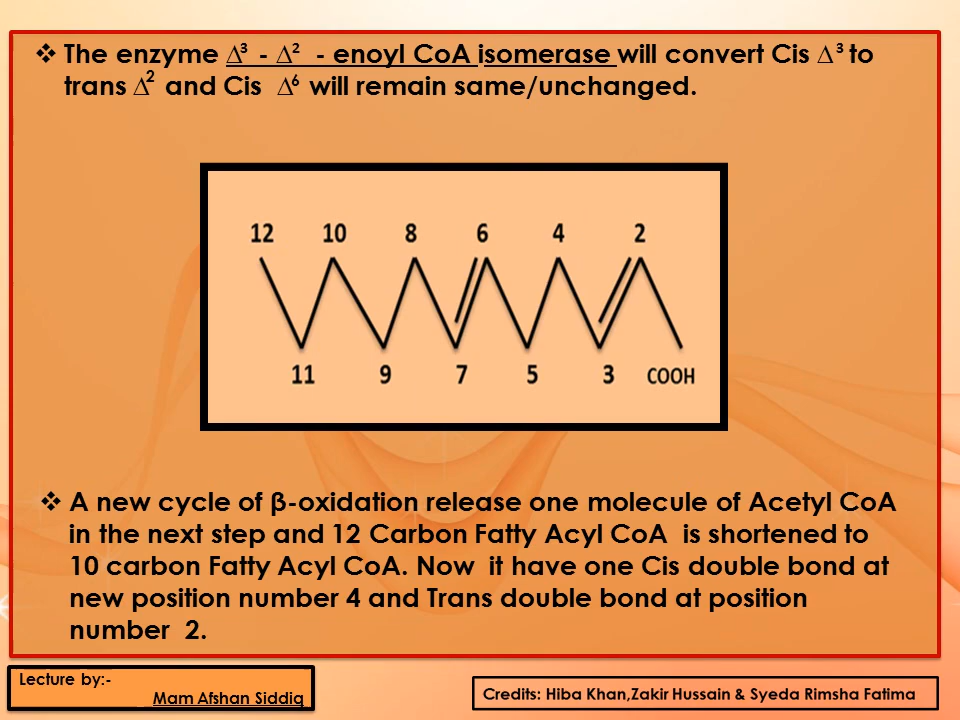 ❖ The enzyme ∆³ - ∆² - enoyl CoA isomerase will convert Cis ∆³ to
trans ∆² and Cis ∆⁶ will remain same/unchanged.
12 10 8 6 4 2
11 9 7 5 3 COOH
❖ A new cycle of β-oxidation release one molecule of Acetyl CoA
in the next step and 12 Carbon Fatty Acyl CoA is shortened to
10 carbon Fatty Acyl CoA. Now it have one Cis double bond at
new position number 4 and Trans double bond at position
number 2.
Lecture by:-
Mam Afshan Siddiq
Credits: Hiba Khan,Zakir Hussain & Syeda Rimsha Fatima